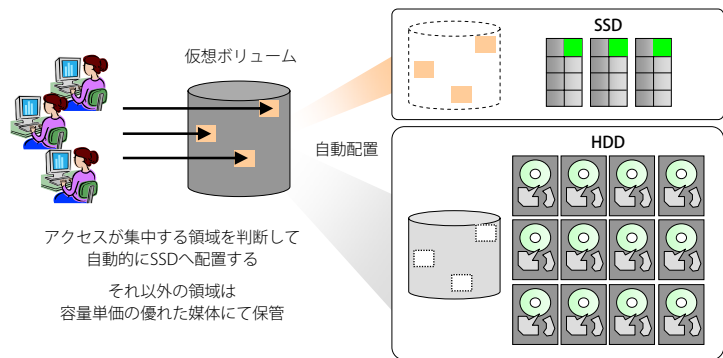 仮想ボリューム
SSD
自動配置
HDD
アクセスが集中する領域を判断して
自動的にSSDへ配置する
それ以外の領域は
容量単価の優れた媒体にて保管